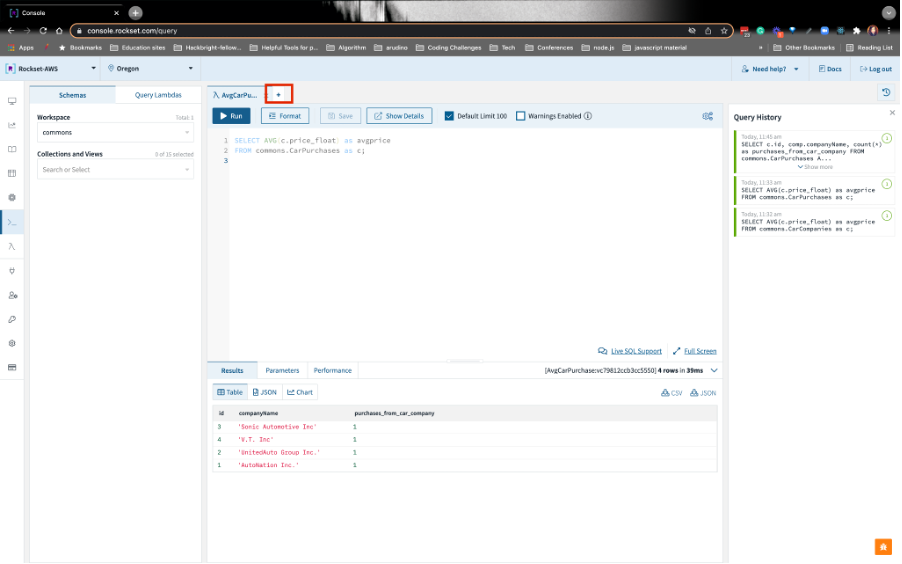 Console
console.rockset.com/query
Apps
Bookmarks
Education sites
Hackbright-fellow...
Helpful Tools for p...
Algorithm
arudino
Coding Challenges
Tech
Conferences
node.js
javascript material
»
Other Bookmarks
Reading List
Rockset-AWS
Oregon
Need help?
Docs
Log out
Schemas
Query Lambdas
Workspace
Total: 1
commons
Collections and Views
0 of 15 selected
Search or Select
AvgCarPu...
+
Run
Format
Save
Show Details
Default Limit 100
Warnings Enabled
1 SELECT AVG(c.price_float) as avgprice
2 FROM commons.CarPurchases as c;
3
Live SQL Support
Full Screen
Results
Parameters
Performance
[AvgCarPurchase:vc79812ccb3cc5550] 4 rows in 39ms
Table
JSON
Chart
CSV
JSON
id companyName purchases_from_car_company
3 'Sonic Automotive Inc' 1
4 'V.T. Inc' 1
2 'UnitedAuto Group Inc.' 1
1 'AutoNation Inc.' 1
Query History
Today, 11:45 am
SELECT c.id, comp.companyName, count(*)
as purchases_from_car_company FROM
commons.CarPurchases A...
Show more
Today, 11:33 am
SELECT AVG(c.price_float) as avgprice
FROM commons.CarPurchases as c;
Today, 11:32 am
SELECT AVG(c.price_float) as avgprice
FROM commons.CarCompanies as c;